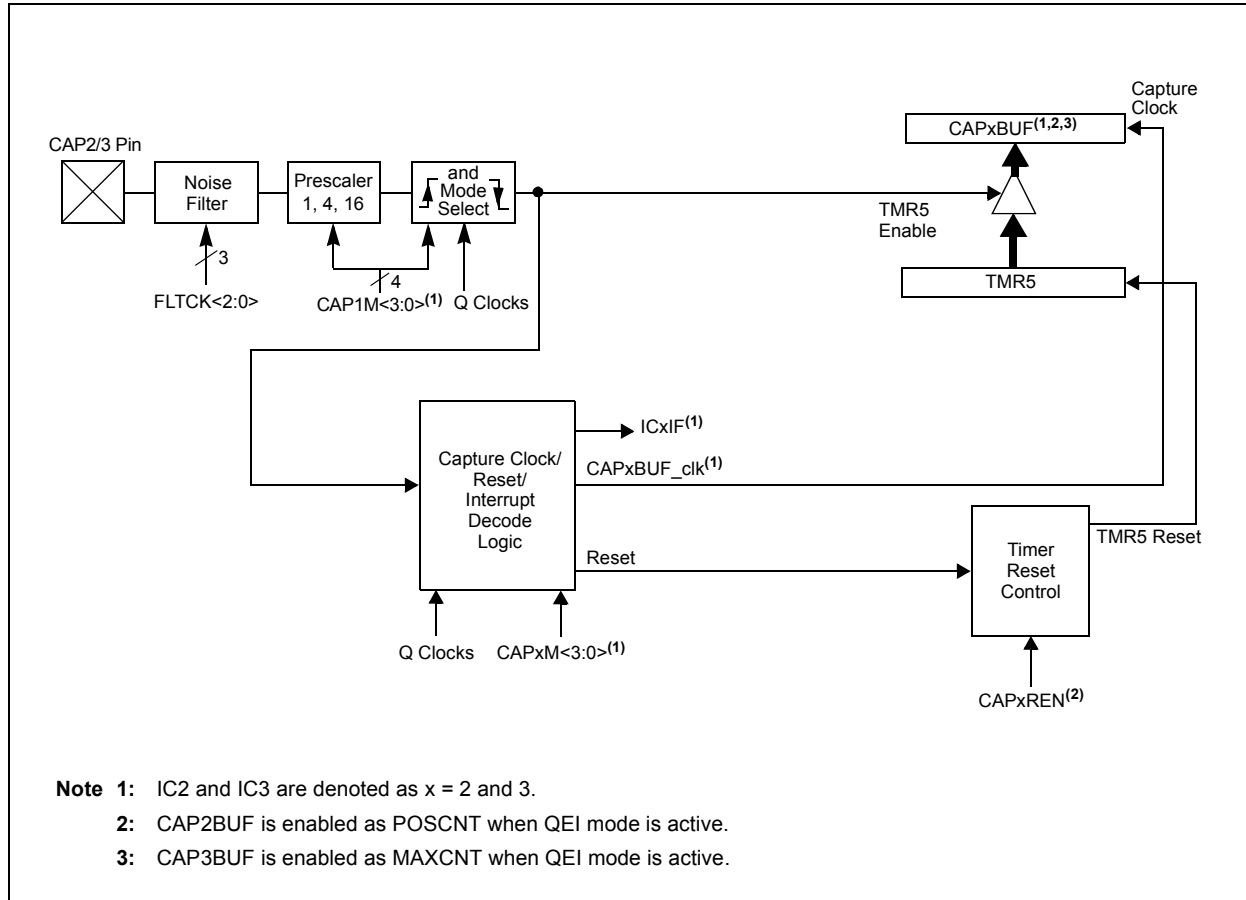 Capture
Clock
CAPxBUF(1,2,3)
CAP2/3 Pin
Noise
Filter
Prescaler
1, 4, 16
and
Mode
Select
TMR5
Enable
3
4
FLTCK<2:0>
CAP1M<3:0>(1)
Q Clocks
TMR5
Capture Clock/
Reset/
Interrupt
Decode
Logic
ICxIF(1)
CAPxBUF_clk(1)
Reset
Timer
Reset
Control
TMR5 Reset
Q Clocks
CAPxM<3:0>(1)
CAPxREN(2)
Note 1: IC2 and IC3 are denoted as x = 2 and 3.
2: CAP2BUF is enabled as POSCNT when QEI mode is active.
3: CAP3BUF is enabled as MAXCNT when QEI mode is active.